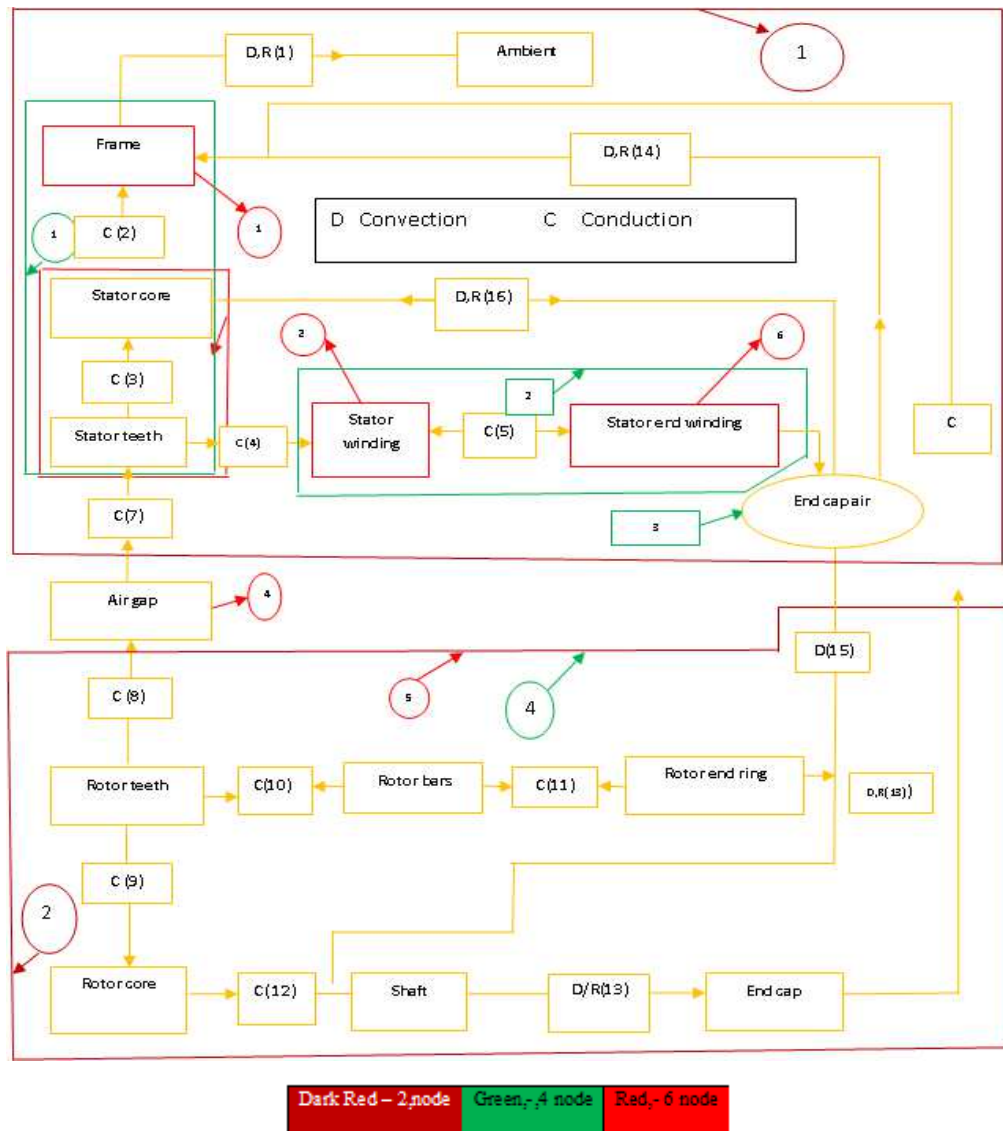 D,R(1)
Ambient
1
Frame
D,R(14)
1
C(2)
1
D Convection C Conduction
Stator core
D,R(16)
2
6
C(3)
2
Stator teeth
C(4)
Stator
winding
C(5)
Stator end winding
C
C(7)
3
End cap air
Air gap
4
D(15)
C(8)
5
4
Rotor teeth
C(10)
Rotor bars
C(11)
Rotor end ring
D,R(13))
C(9)
2
Rotor core
C(12)
Shaft
D/R(13)
End cap
Dark Red – 2,node
Green,-,4 node
Red,- 6 node